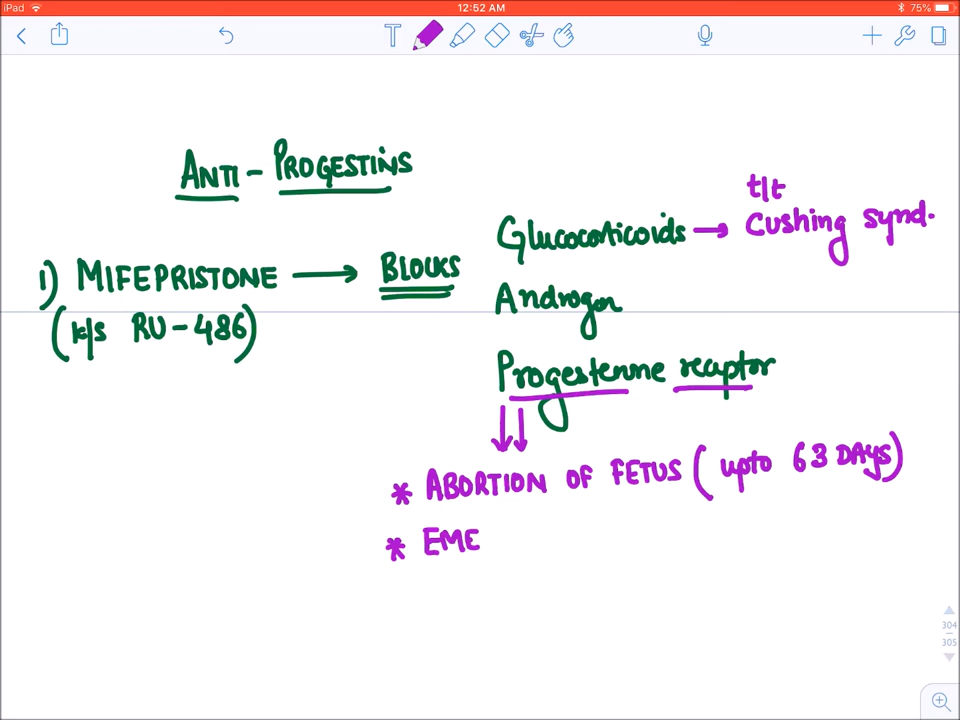 iPad 12:52 AM 75%
T
ANTI - PROGESTINS
t/t
Glucocorticoids → Cushing synd.
1) MIFEPRISTONE → BLOCKS
Androgen
(k/s RU-486)
Progesterone receptor
* ABORTION OF FETUS (upto 63 DAYS)
* EME
304
305